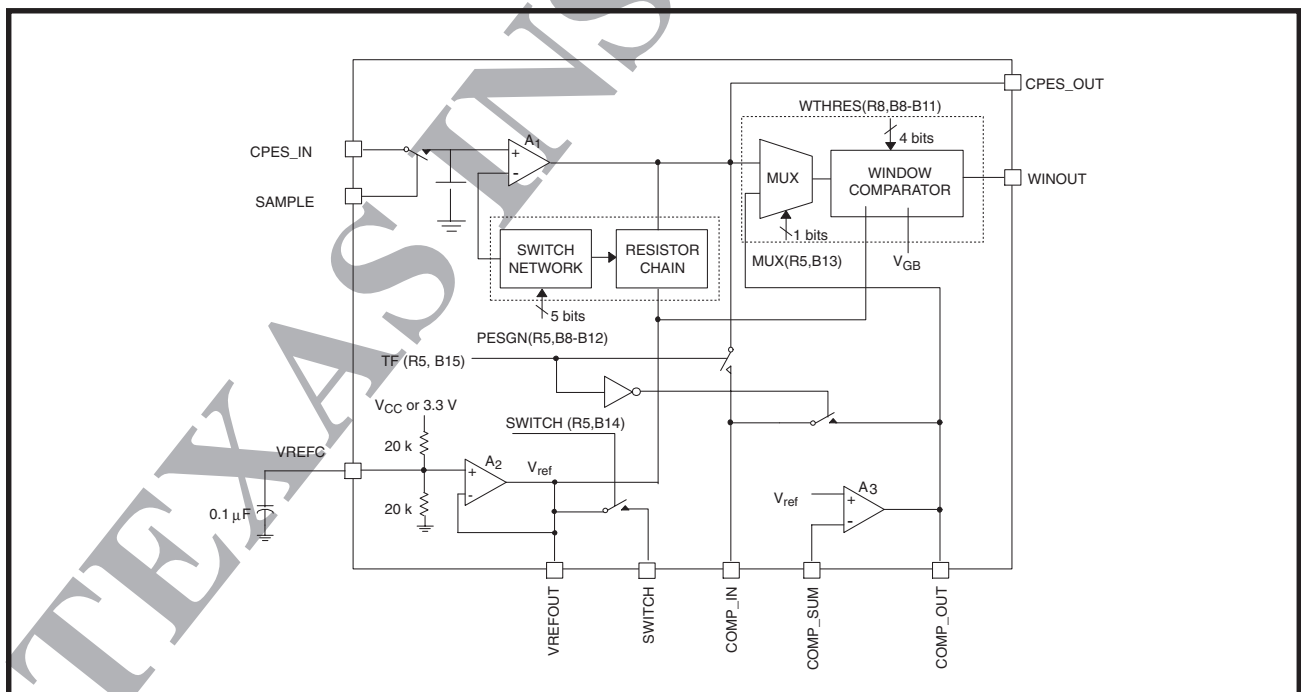 TEXAS INS
CPES_OUT
WTHRES(R8,B8-B11)
4 bits
A1
CPES_IN
+
-
MUX
WINDOW
COMPARATOR
WINOUT
SAMPLE
1 bits
SWITCH
NETWORK
RESISTOR
CHAIN
MUX(R5,B13)
VGB
5 bits
PESGN(R5,B8-B12)
TF (R5, B15)
VCC or 3.3 V
SWITCH (R5,B14)
20 k
VREFC
A2
Vref
+
-
20 k
0.1 μF
A3
Vref
+
-
VREFOUT
SWITCH
COMP_IN
COMP_SUM
COMP_OUT